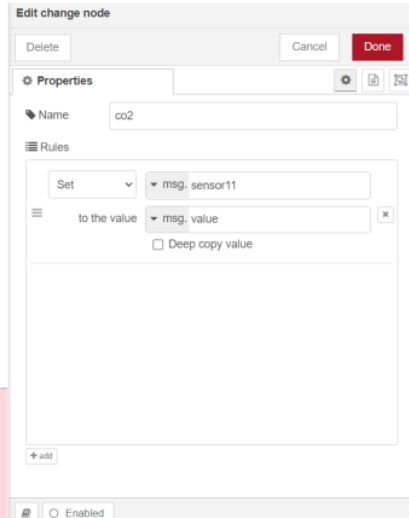 Edit change node
Delete Cancel Done
Properties
Name co2
Rules
Set msg. sensor11
to the value msg. value
Deep copy value
+ add
Enabled